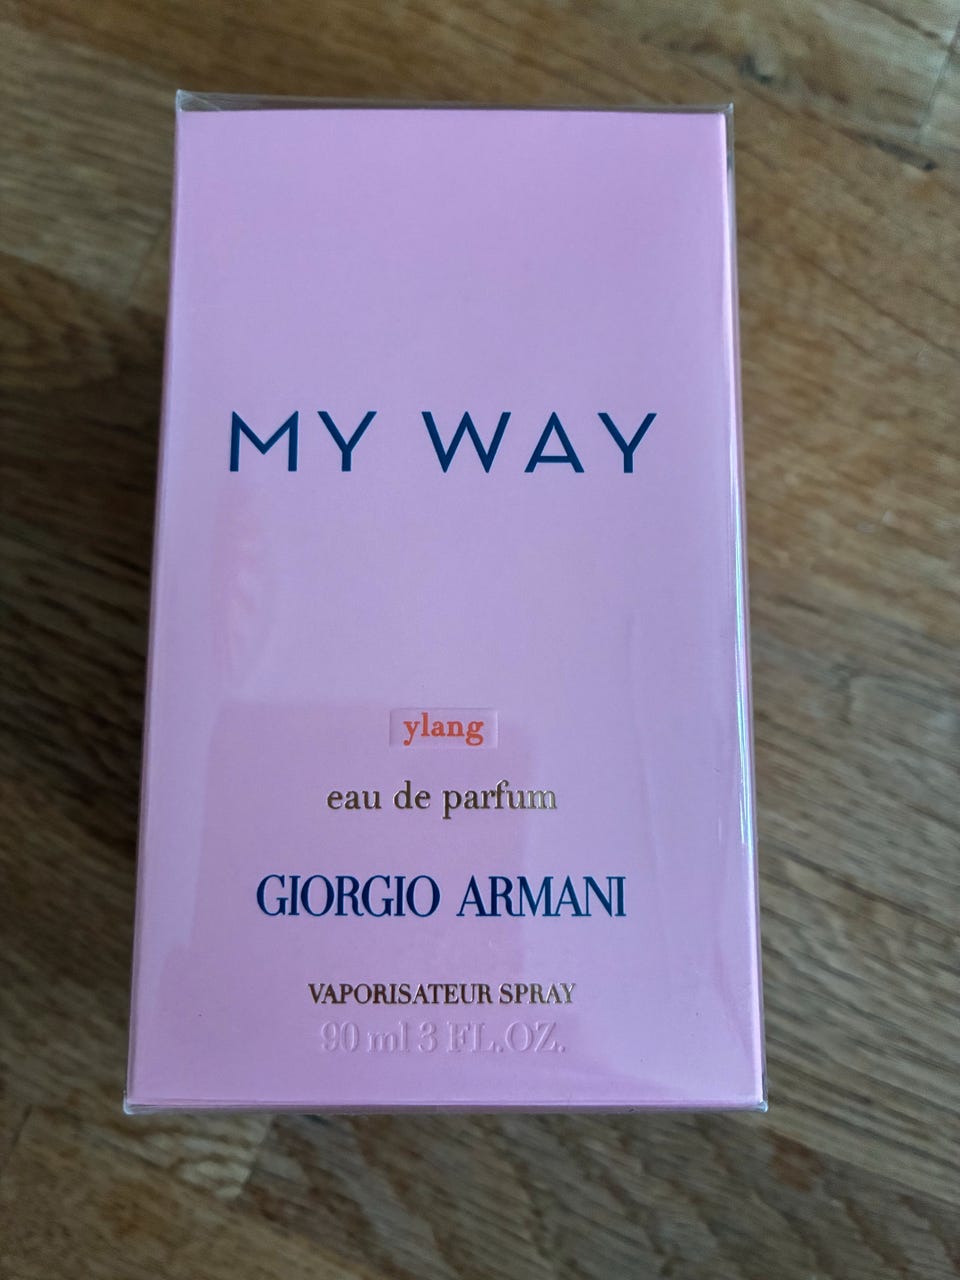 MY WAY
ylang
eau de parfum
GIORGIO ARMANI
VAPORISATEUR SPRAY
90 ml 3 FL.OZ.